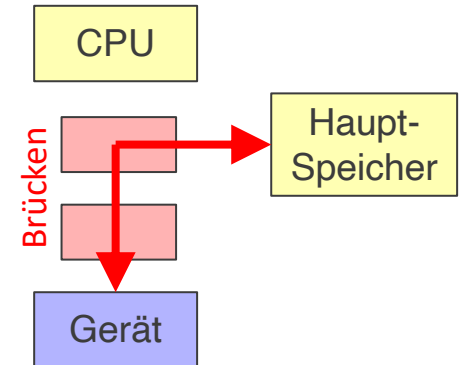 CPU
Brücken
Haupt-
Speicher
Gerät